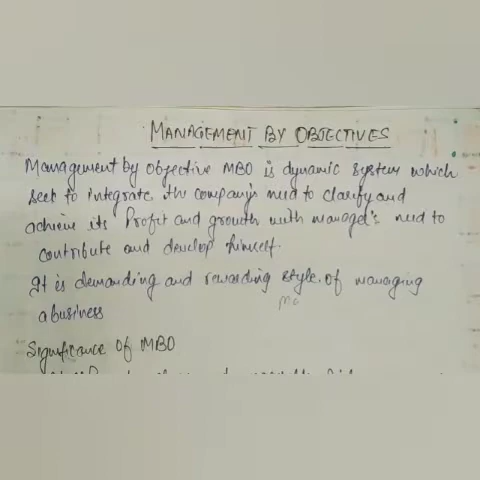 MANAGEMENT BY OBJECTIVES
Management by objective MBO is dynamic system which
seek to integrate the company's need to clarify and
achieve its Profit and growth with manager's need to
contribute and develop himself
It is demanding and rewarding style of managing
a business
Significance of MBO